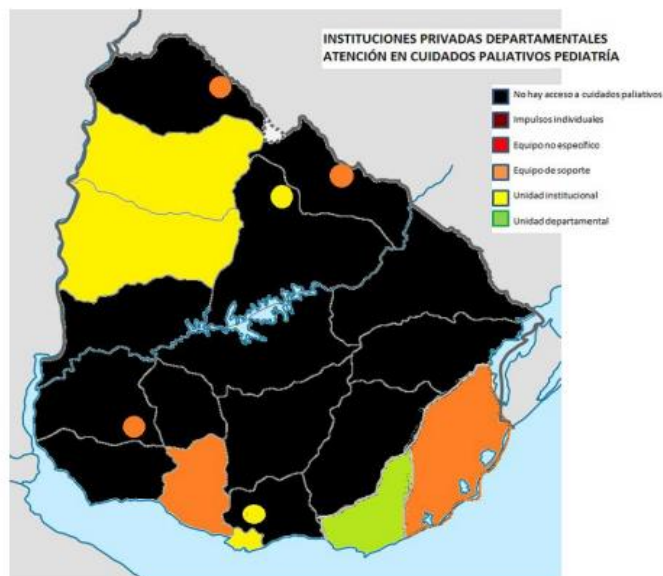 INSTITUCIONES PRIVADAS DEPARTAMENTALES
ATENCIÓN EN CUIDADOS PALIATIVOS PEDIATRÍA
No hay acceso a cuidados paliativos
Impulsos individuales
Equipo no específico
Equipo de soporte
Unidad institucional
Unidad departamental